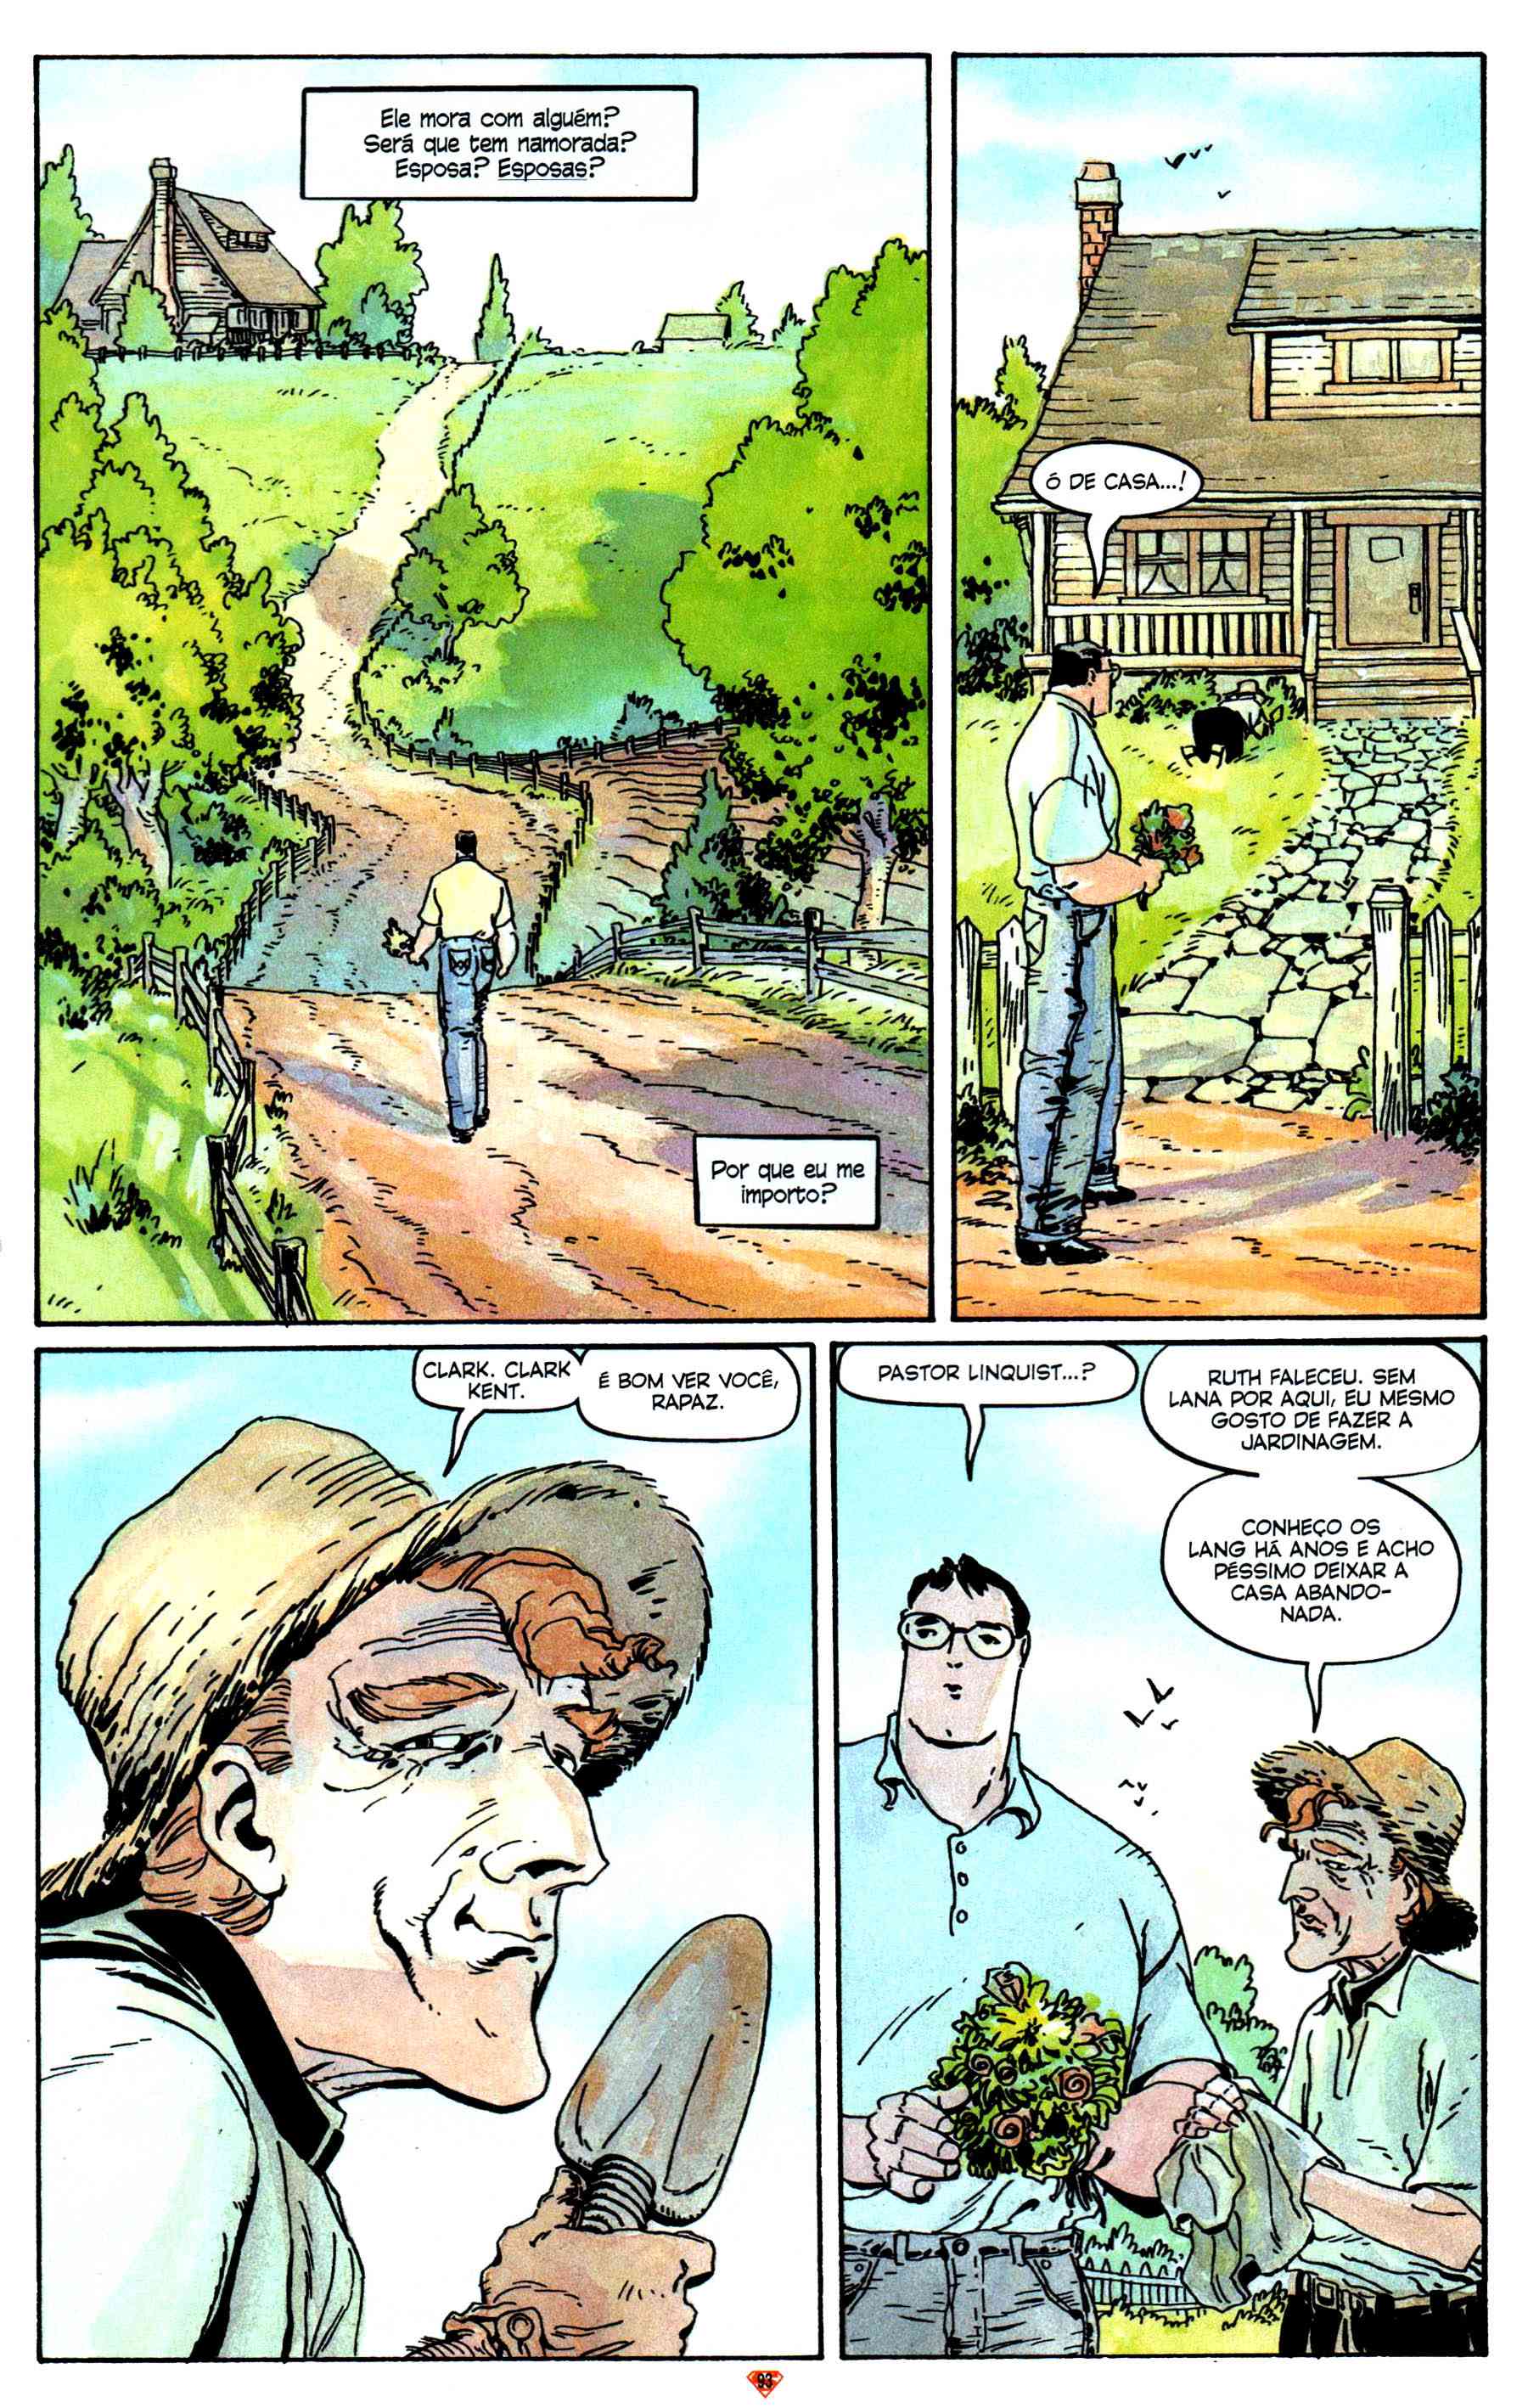 Ele mora com alguém?
Será que tem namorada?
Esposa? Esposas?
Por que eu me
importo?
Ó DE CASA...!
CLARK. CLARK
KENT.
É BOM VER VOCÊ,
RAPAZ.
PASTOR LINQUIST...?
RUTH FALECEU. SEM
LANA POR AQUI, EU MESMO
GOSTO DE FAZER A
JARDINAGEM.
CONHEÇO OS
LANG HÁ ANOS E ACHO
PÉSSIMO DEIXAR A
CASA ABANDO-
NADA.
93